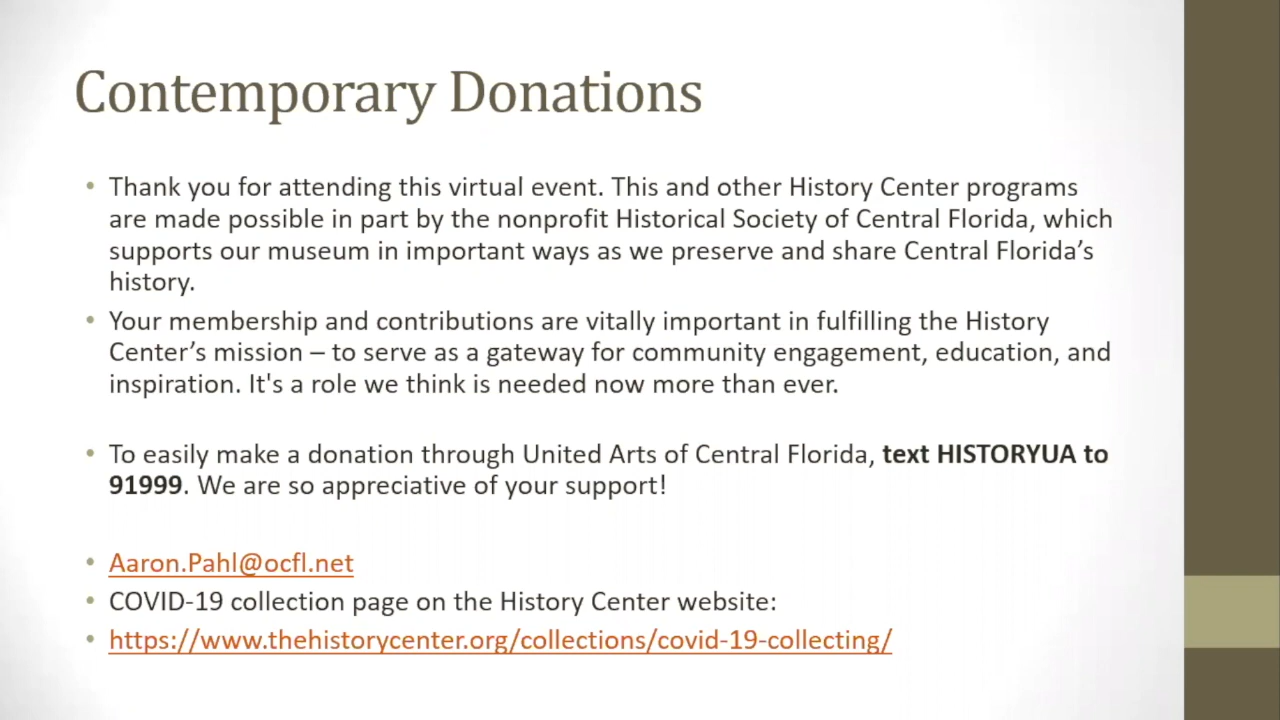 Contemporary Donations
• Thank you for attending this virtual event. This and other History Center programs
are made possible in part by the nonprofit Historical Society of Central Florida, which
supports our museum in important ways as we preserve and share Central Florida’s
history.
• Your membership and contributions are vitally important in fulfilling the History
Center’s mission – to serve as a gateway for community engagement, education, and
inspiration. It's a role we think is needed now more than ever.
• To easily make a donation through United Arts of Central Florida, text HISTORYUA to
91999. We are so appreciative of your support!
• Aaron.Pahl@ocfl.net
• COVID-19 collection page on the History Center website:
• https://www.thehistorycenter.org/collections/covid-19-collecting/